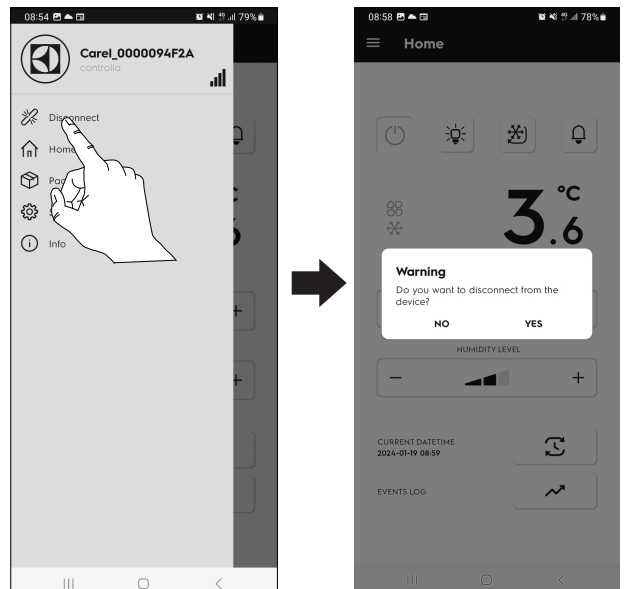 08:54
79%
Carel_0000094F2A
controlla
Disconnect
Home
Info
08:58
78%
Home
°C
3.6
Warning
Do you want to disconnect from the
device?
NO YES
HUMIDITY LEVEL
− +
CURRENT DATETIME
2024-01-19 08:59
EVENTS LOG